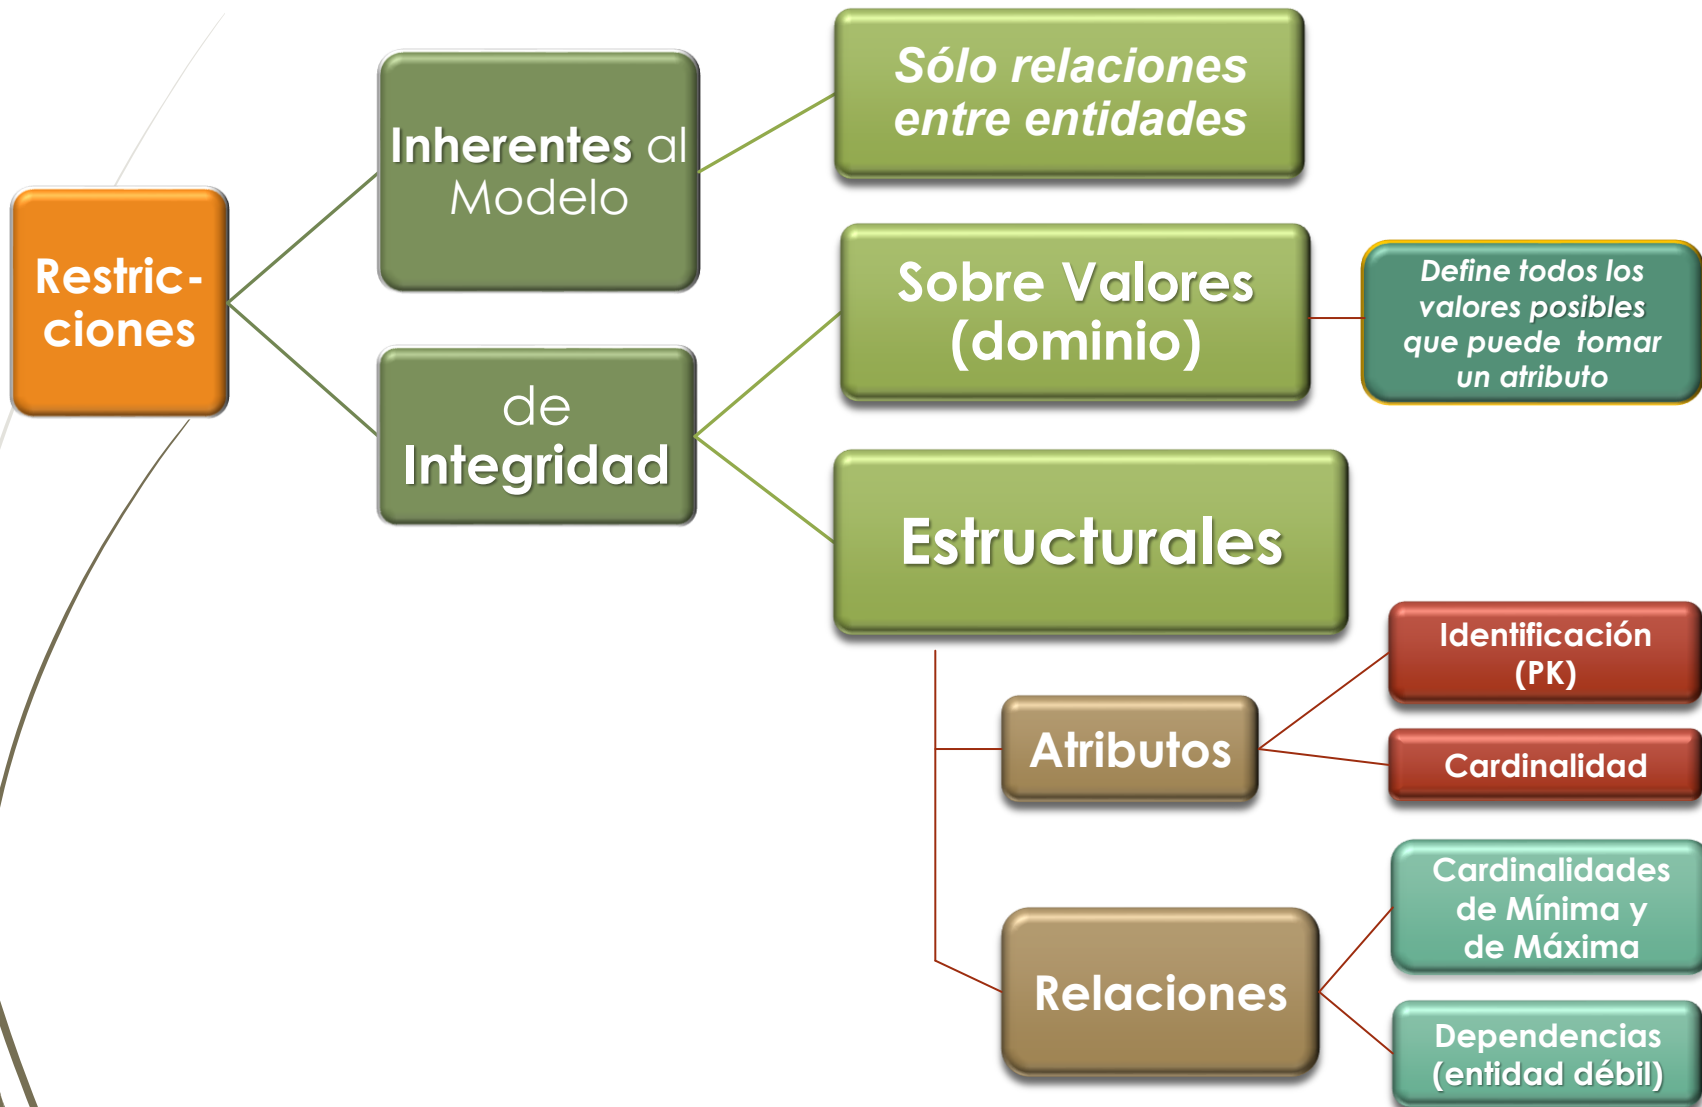 Restric-
ciones
Inherentes al
Modelo
de
Integridad
Sólo relaciones
entre entidades
Sobre Valores
(dominio)
Define todos los
valores posibles
que puede tomar
un atributo
Estructurales
Atributos
Identificación
(PK)
Cardinalidad
Relaciones
Cardinalidades
de Mínima y
de Máxima
Dependencias
(entidad débil)